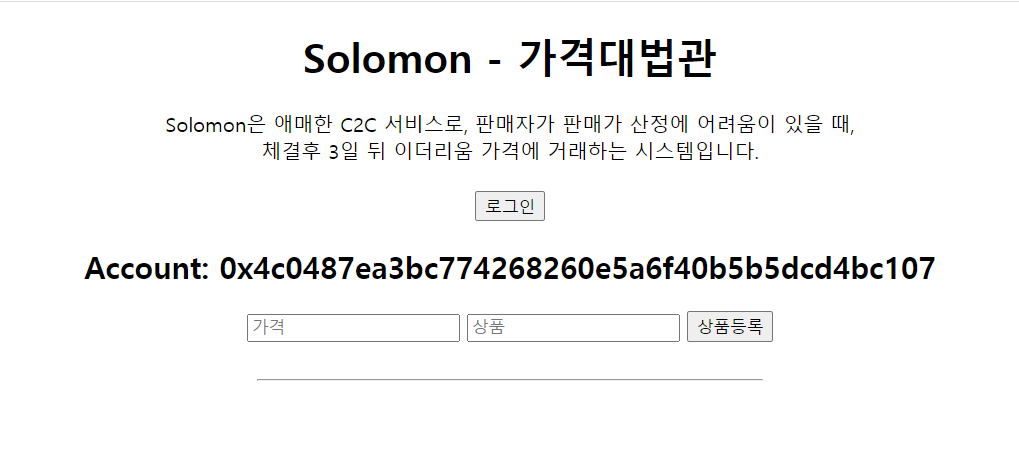 Solomon - 가격대법관
Solomon은 애매한 C2C 서비스로, 판매자가 판매가 산정에 어려움이 있을 때,
체결후 3일 뒤 이더리움 가격에 거래하는 시스템입니다.
로그인
Account: 0x4c0487ea3bc774268260e5a6f40b5b5dcd4bc107
가격 상품 상품등록